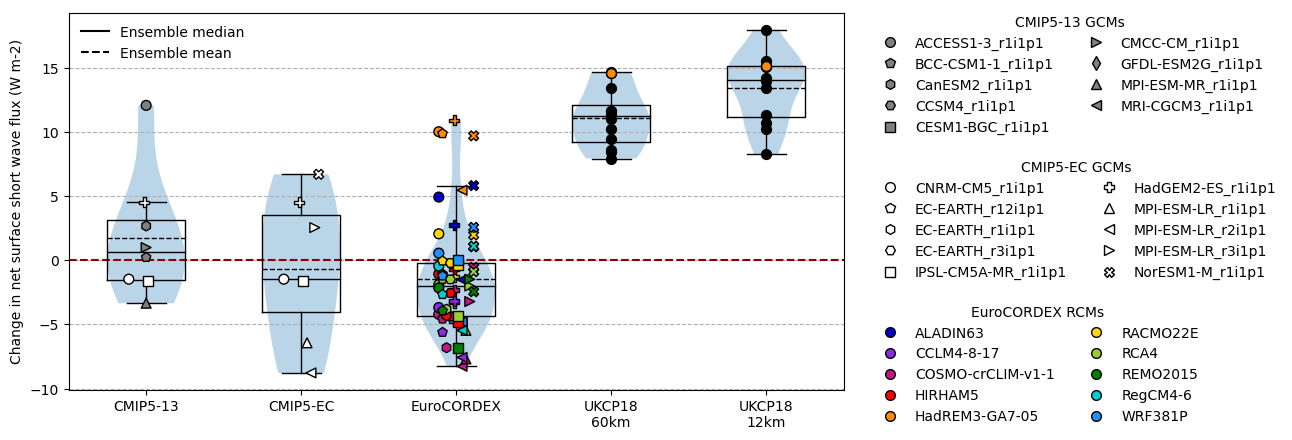 Change in net surface short wave flux (W m-2)
15
10
5
0
−5
−10
Ensemble median
Ensemble mean
CMIP5-13
CMIP5-EC
EuroCORDEX
UKCP18
60km
UKCP18
12km
CMIP5-13 GCMs
ACCESS1-3_r1i1p1
BCC-CSM1-1_r1i1p1
CanESM2_r1i1p1
CCSM4_r1i1p1
CESM1-BGC_r1i1p1
CMCC-CM_r1i1p1
GFDL-ESM2G_r1i1p1
MPI-ESM-MR_r1i1p1
MRI-CGCM3_r1i1p1
CMIP5-EC GCMs
CNRM-CM5_r1i1p1
EC-EARTH_r12i1p1
EC-EARTH_r1i1p1
EC-EARTH_r3i1p1
IPSL-CM5A-MR_r1i1p1
HadGEM2-ES_r1i1p1
MPI-ESM-LR_r1i1p1
MPI-ESM-LR_r2i1p1
MPI-ESM-LR_r3i1p1
NorESM1-M_r1i1p1
EuroCORDEX RCMs
ALADIN63
CCLM4-8-17
COSMO-crCLIM-v1-1
HIRHAM5
HadREM3-GA7-05
RACMO22E
RCA4
REMO2015
RegCM4-6
WRF381P